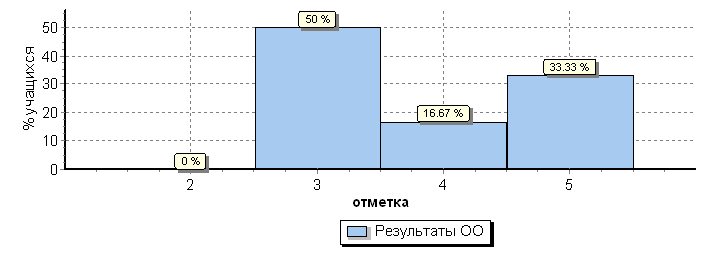 % учащихся
50
40
30
20
10
0
0 %
50 %
16.67 %
33.33 %
2 3 4 5
отметка
Результаты ОО